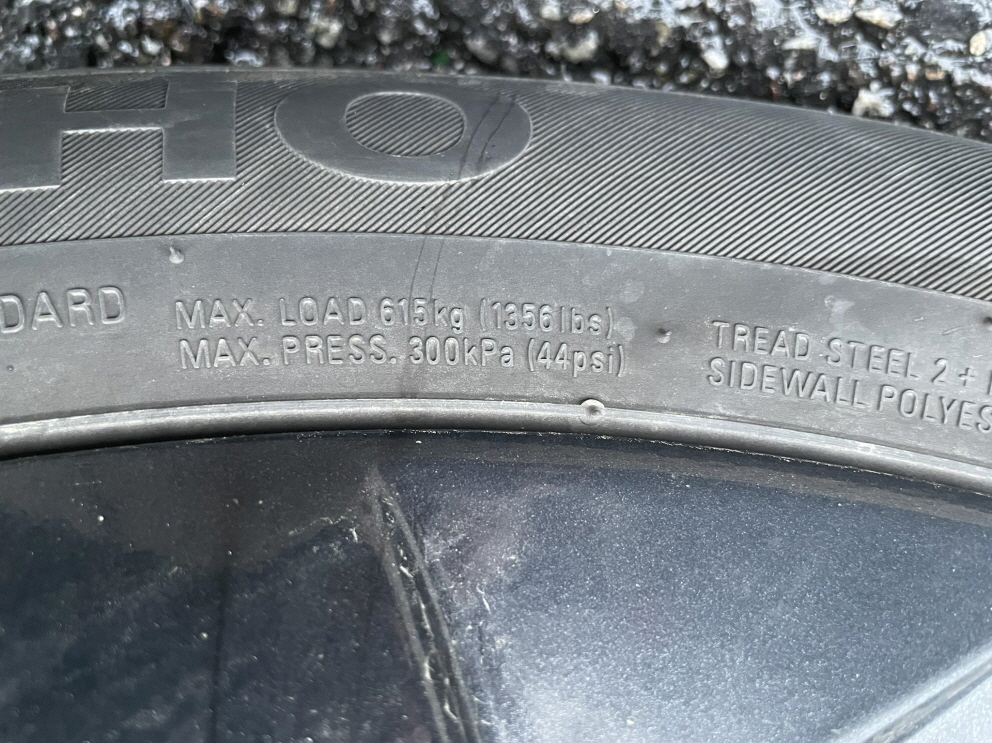 HO
DARD
MAX. LOAD 615kg (1356lbs)
MAX. PRESS. 300kPa (44psi)
TREAD STEEL 2 +
SIDEWALL POLYES